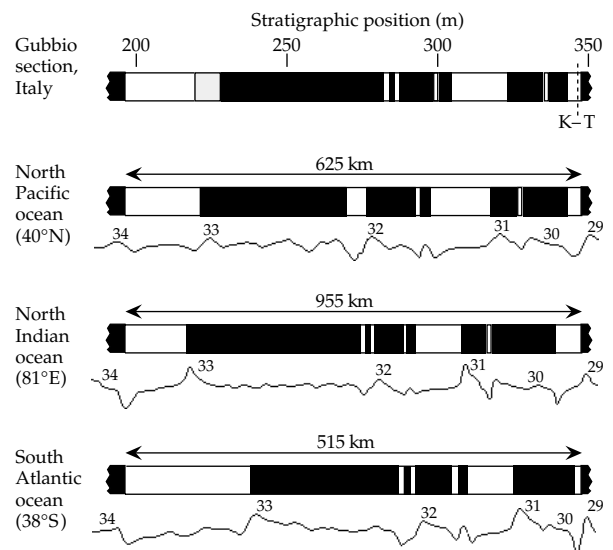 Stratigraphic position (m)
Gubbio
section,
Italy
200 250 300 350
K–T
North
Pacific
ocean
(40°N)
625 km
34 33 32 31 30 29
North
Indian
ocean
(81°E)
955 km
34 33 32 31 30 29
South
Atlantic
ocean
(38°S)
515 km
34 33 32 31 30 29